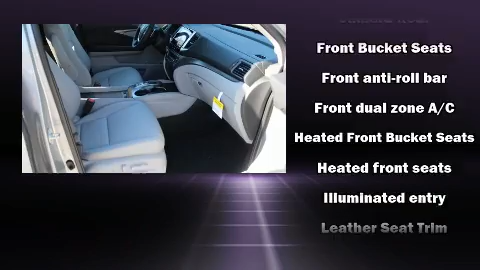 Front Bucket Seats
Front anti-roll bar
Front dual zone A/C
Heated Front Bucket Seats
Heated front seats
Illuminated entry
Leather Seat Trim